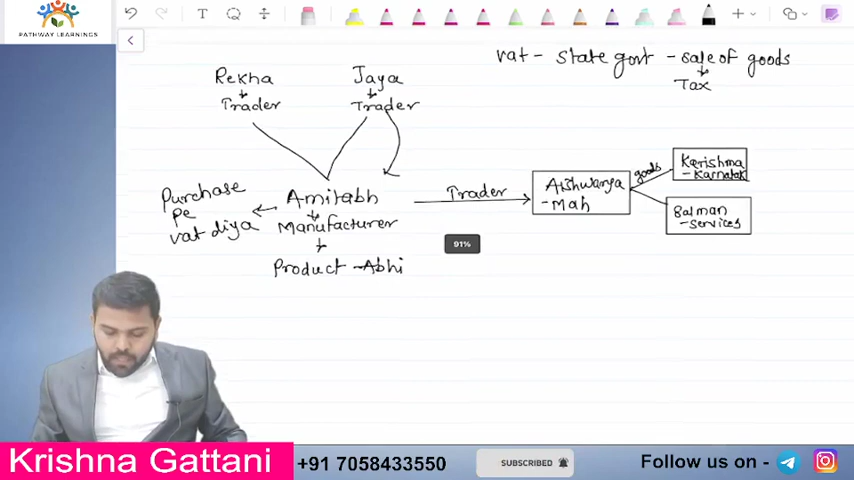 PATHWAY LEARNINGS
T
vat - state govt - sale of goods
Tax
Rekha
Trader
Jaya
Trader
Purchase
pe
vat diya
Amitabh
Manufacturer
Product - Abhi
Trader
Aishwarya
- Mah
goods
Karishma
- Karnatak
Salman
- services
91%
Krishna Gattani
+91 7058433550
SUBSCRIBED
Follow us on -